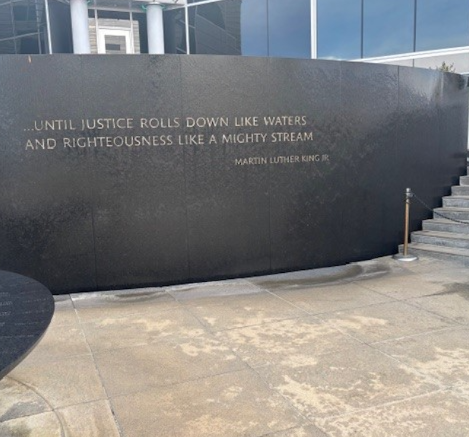 ...UNTIL JUSTICE ROLLS DOWN LIKE WATERS
AND RIGHTEOUSNESS LIKE A MIGHTY STREAM
MARTIN LUTHER KING JR